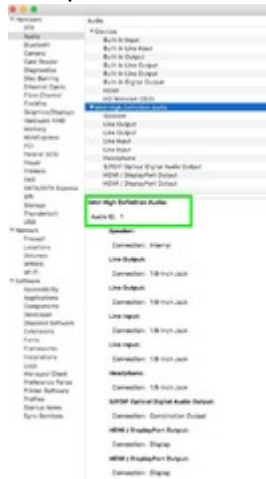 Hardware
ATA
Audio
Bluetooth
Camera
Card Reader
Diagnostics
Disc Burning
Ethernet Cards
Fibre Channel
FireWire
Graphics/Displays
Hardware RAID
Memory
NVMExpress
PCI
Parallel SCSI
Power
Printers
SAS
SATA/SATA Express
SPI
Storage
Thunderbolt
USB
Network
Firewall
Locations
Volumes
WWAN
Wi-Fi
Software
Accessibility
Applications
Components
Developer
Disabled Software
Extensions
Fonts
Frameworks
Installations
Logs
Managed Client
Preference Panes
Printer Software
Profiles
Startup Items
Sync Services
Audio
Devices
Built-in Input
Built-in Line Input
Built-in Output
Built-in Line Output
Built-in Line Output
Built-in Digital Output
HDMI
Intel High Definition Audio
Speaker
Line Output
Line Output
Line Input
Line Input
Headphone
S/PDIF Optical Digital Audio Output
HDMI / DisplayPort Output
HDMI / DisplayPort Output
Intel High Definition Audio:
Audio ID: 1
Speaker:
Connection: Internal
Line Output:
Connection: 1/8-inch Jack
Line Output:
Connection: 1/8-inch Jack
Line Input:
Connection: 1/8-inch Jack
Line Input:
Connection: 1/8-inch Jack
Headphone:
Connection: 1/8-inch Jack
S/PDIF Optical Digital Audio Output:
Connection: Combination Output
HDMI / DisplayPort Output:
Connection: Display
HDMI / DisplayPort Output:
Connection: Display